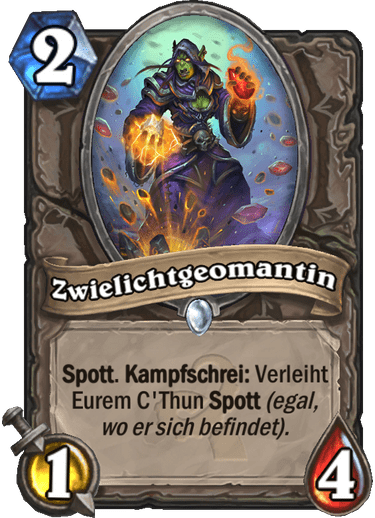 2
Zwielichtgeomantin
Spott. Kampfschrei: Verleiht
Eurem C'Thun Spott (egal,
wo er sich befindet).
1
4